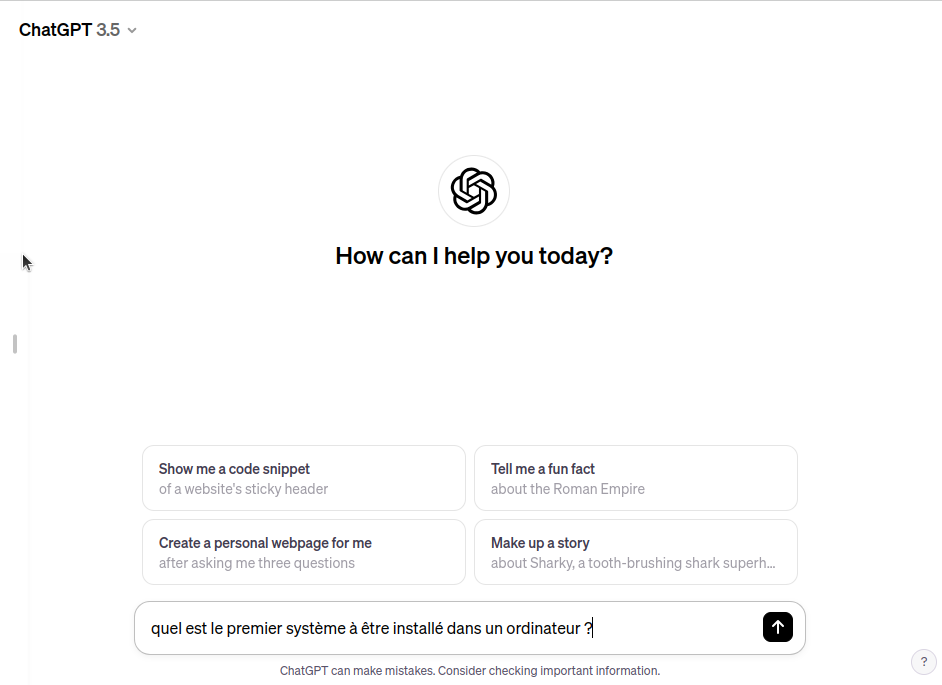 ChatGPT 3.5
How can I help you today?
Show me a code snippet
of a website's sticky header
Tell me a fun fact
about the Roman Empire
Create a personal webpage for me
after asking me three questions
Make up a story
about Sharky, a tooth-brushing shark superh...
quel est le premier système à être installé dans un ordinateur ?
ChatGPT can make mistakes. Consider checking important information.
?